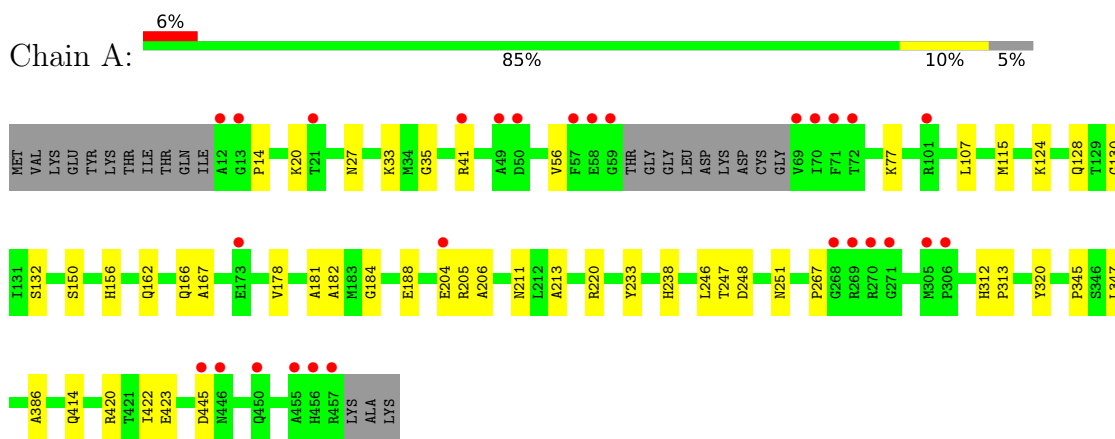 6%
Chain A:
85% 10% 5%
MET VAL LYS GLU TYR LYS THR ILE THR GLN ILE A12 G13 P14 K20 T21 N27 K33 M34 G35 R41 A49 D50 V56 F57 E58 G59 THR GLY GLY LEU ASP LYS ASP CYS GLY V69 I70 F71 T72 K77 R101 L107 M115 K124 Q128 T129 G130
I131 S132 S150 H156 Q162 Q166 A167 E173 V178 A181 A182 M183 G184 E188 E204 R205 A206 N211 L212 A213 R220 Y233 H238 L246 T247 D248 N251 P267 G268 R269 R270 G271 M305 P306 H312 P313 Y320 P345 S346 L347
A386 Q414 R420 T421 I422 E423 D445 N446 Q450 A455 H456 R457 LYS ALA LYS